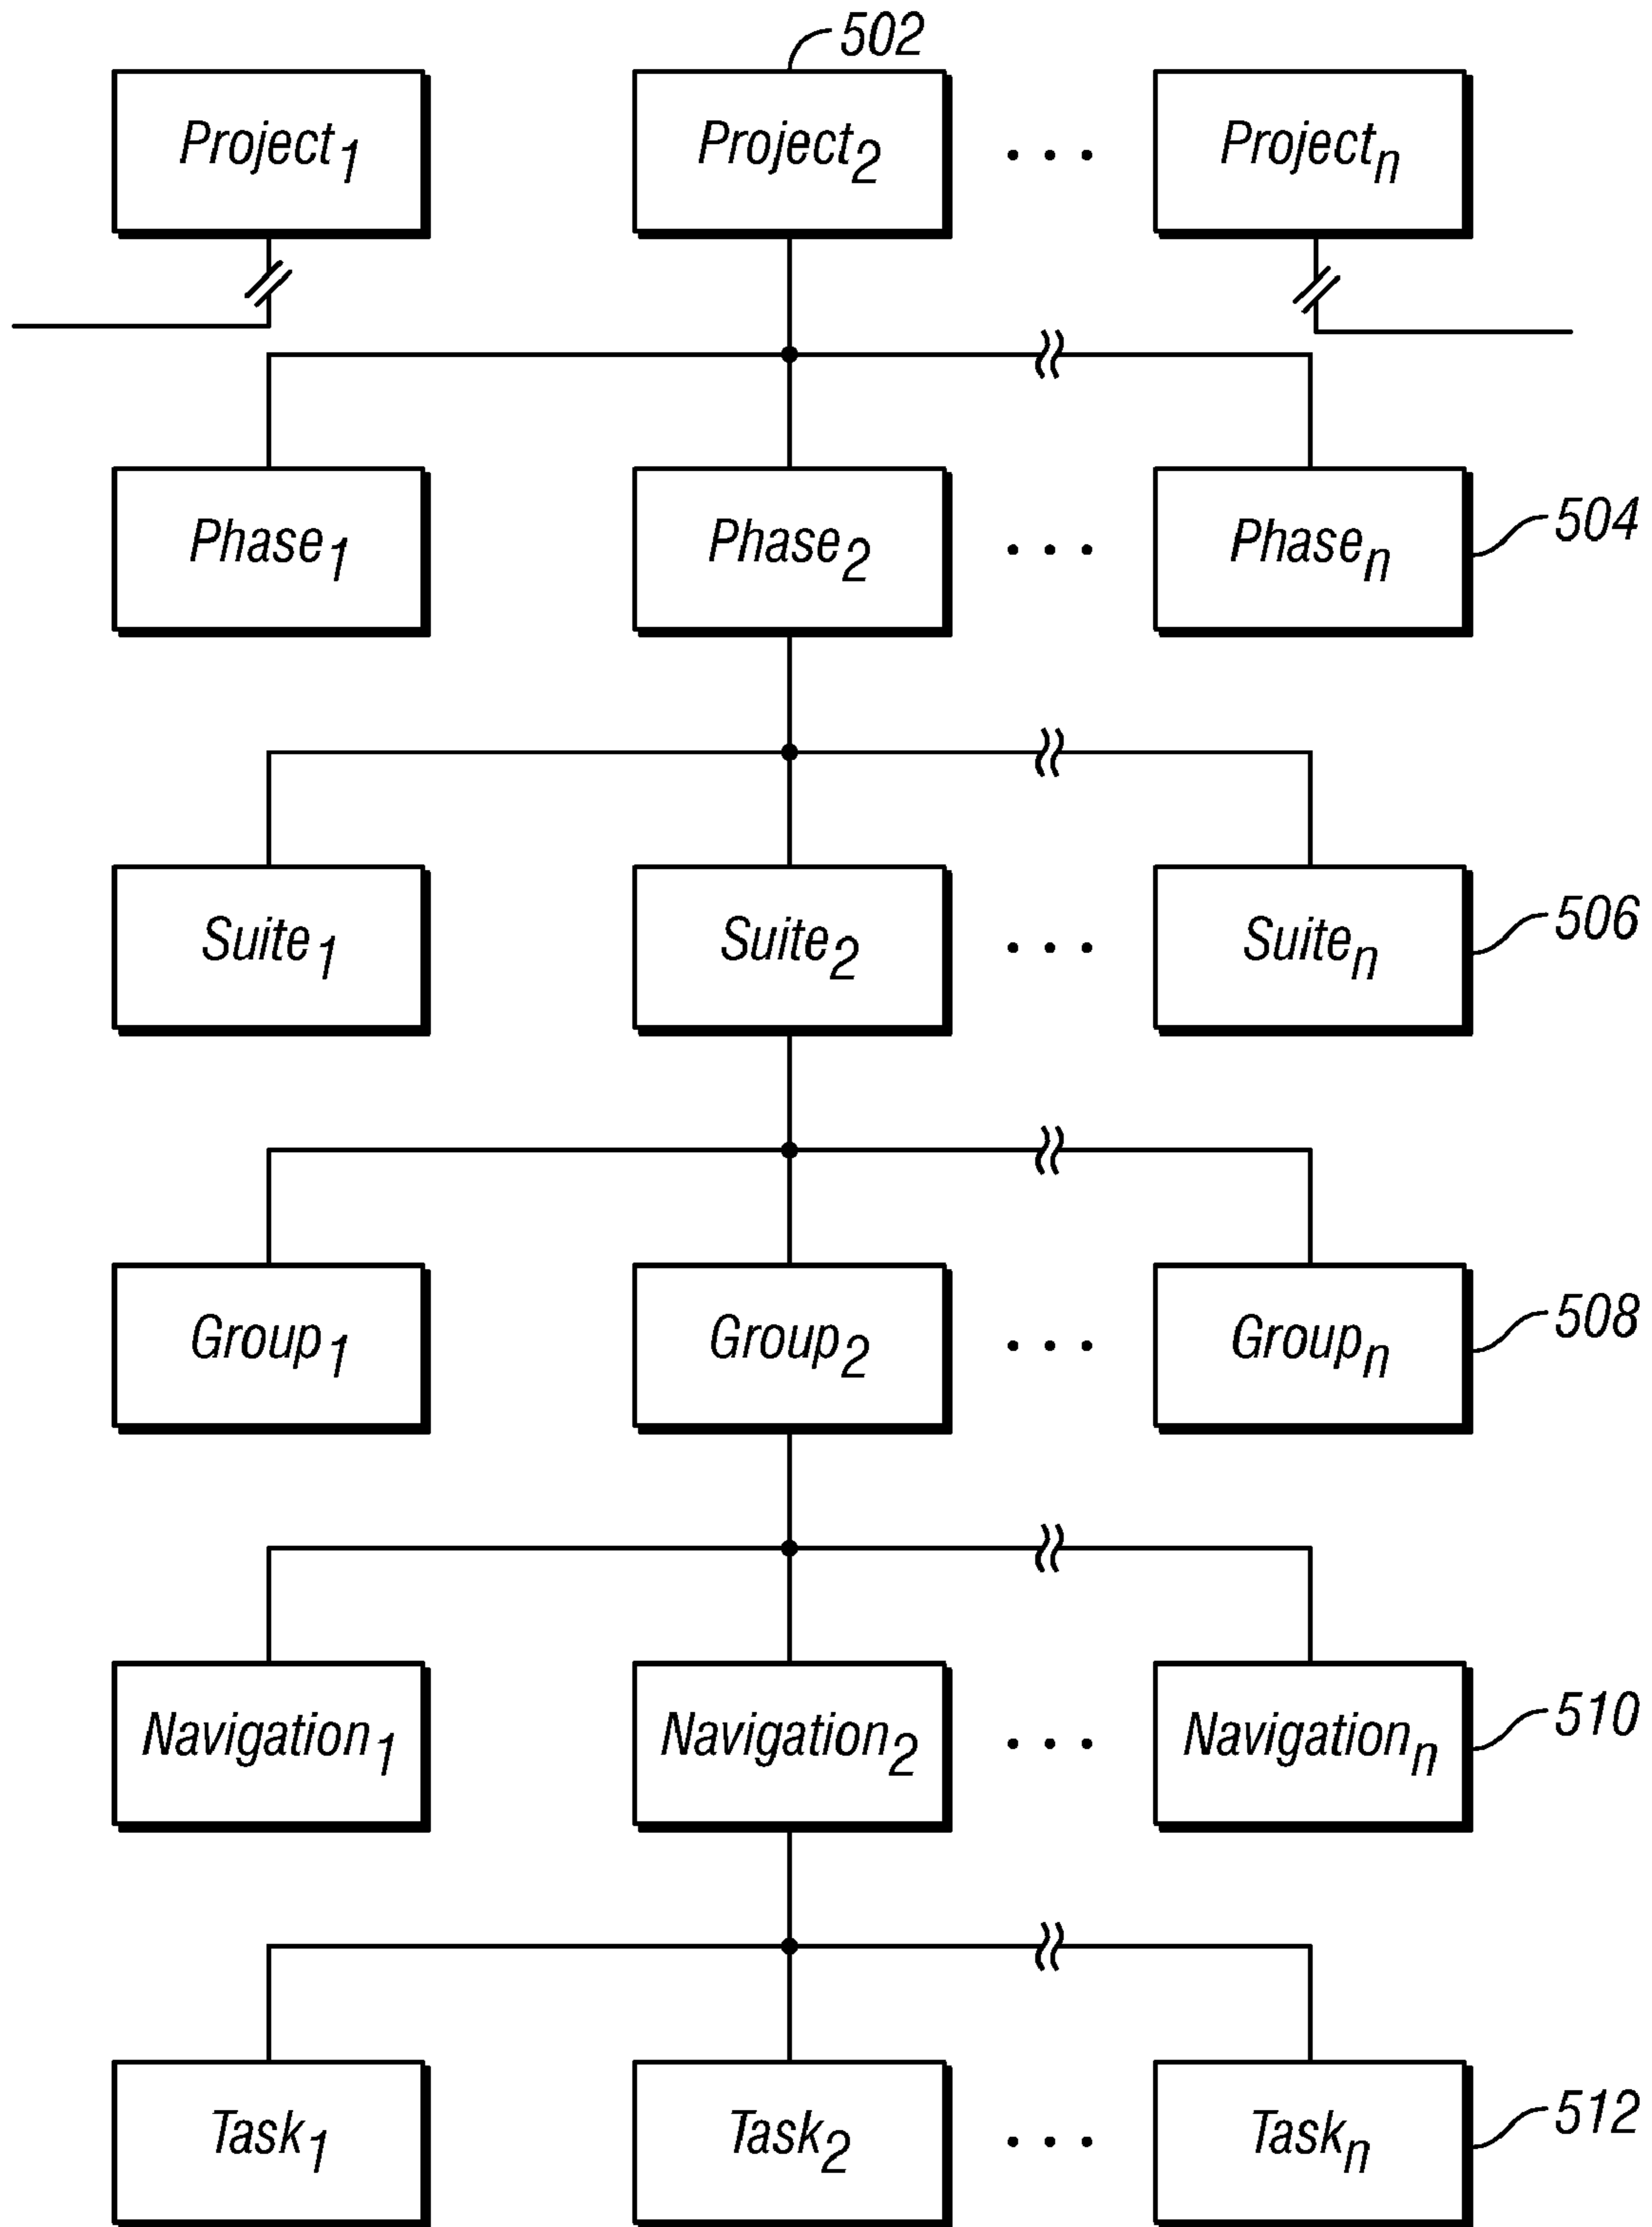 502
Project1 Project2 ... Projectn
Phase1 Phase2 ... Phasen 504
Suite1 Suite2 ... Suiten 506
Group1 Group2 ... Groupn 508
Navigation1 Navigation2 ... Navigationn 510
Task1 Task2 ... Taskn 512